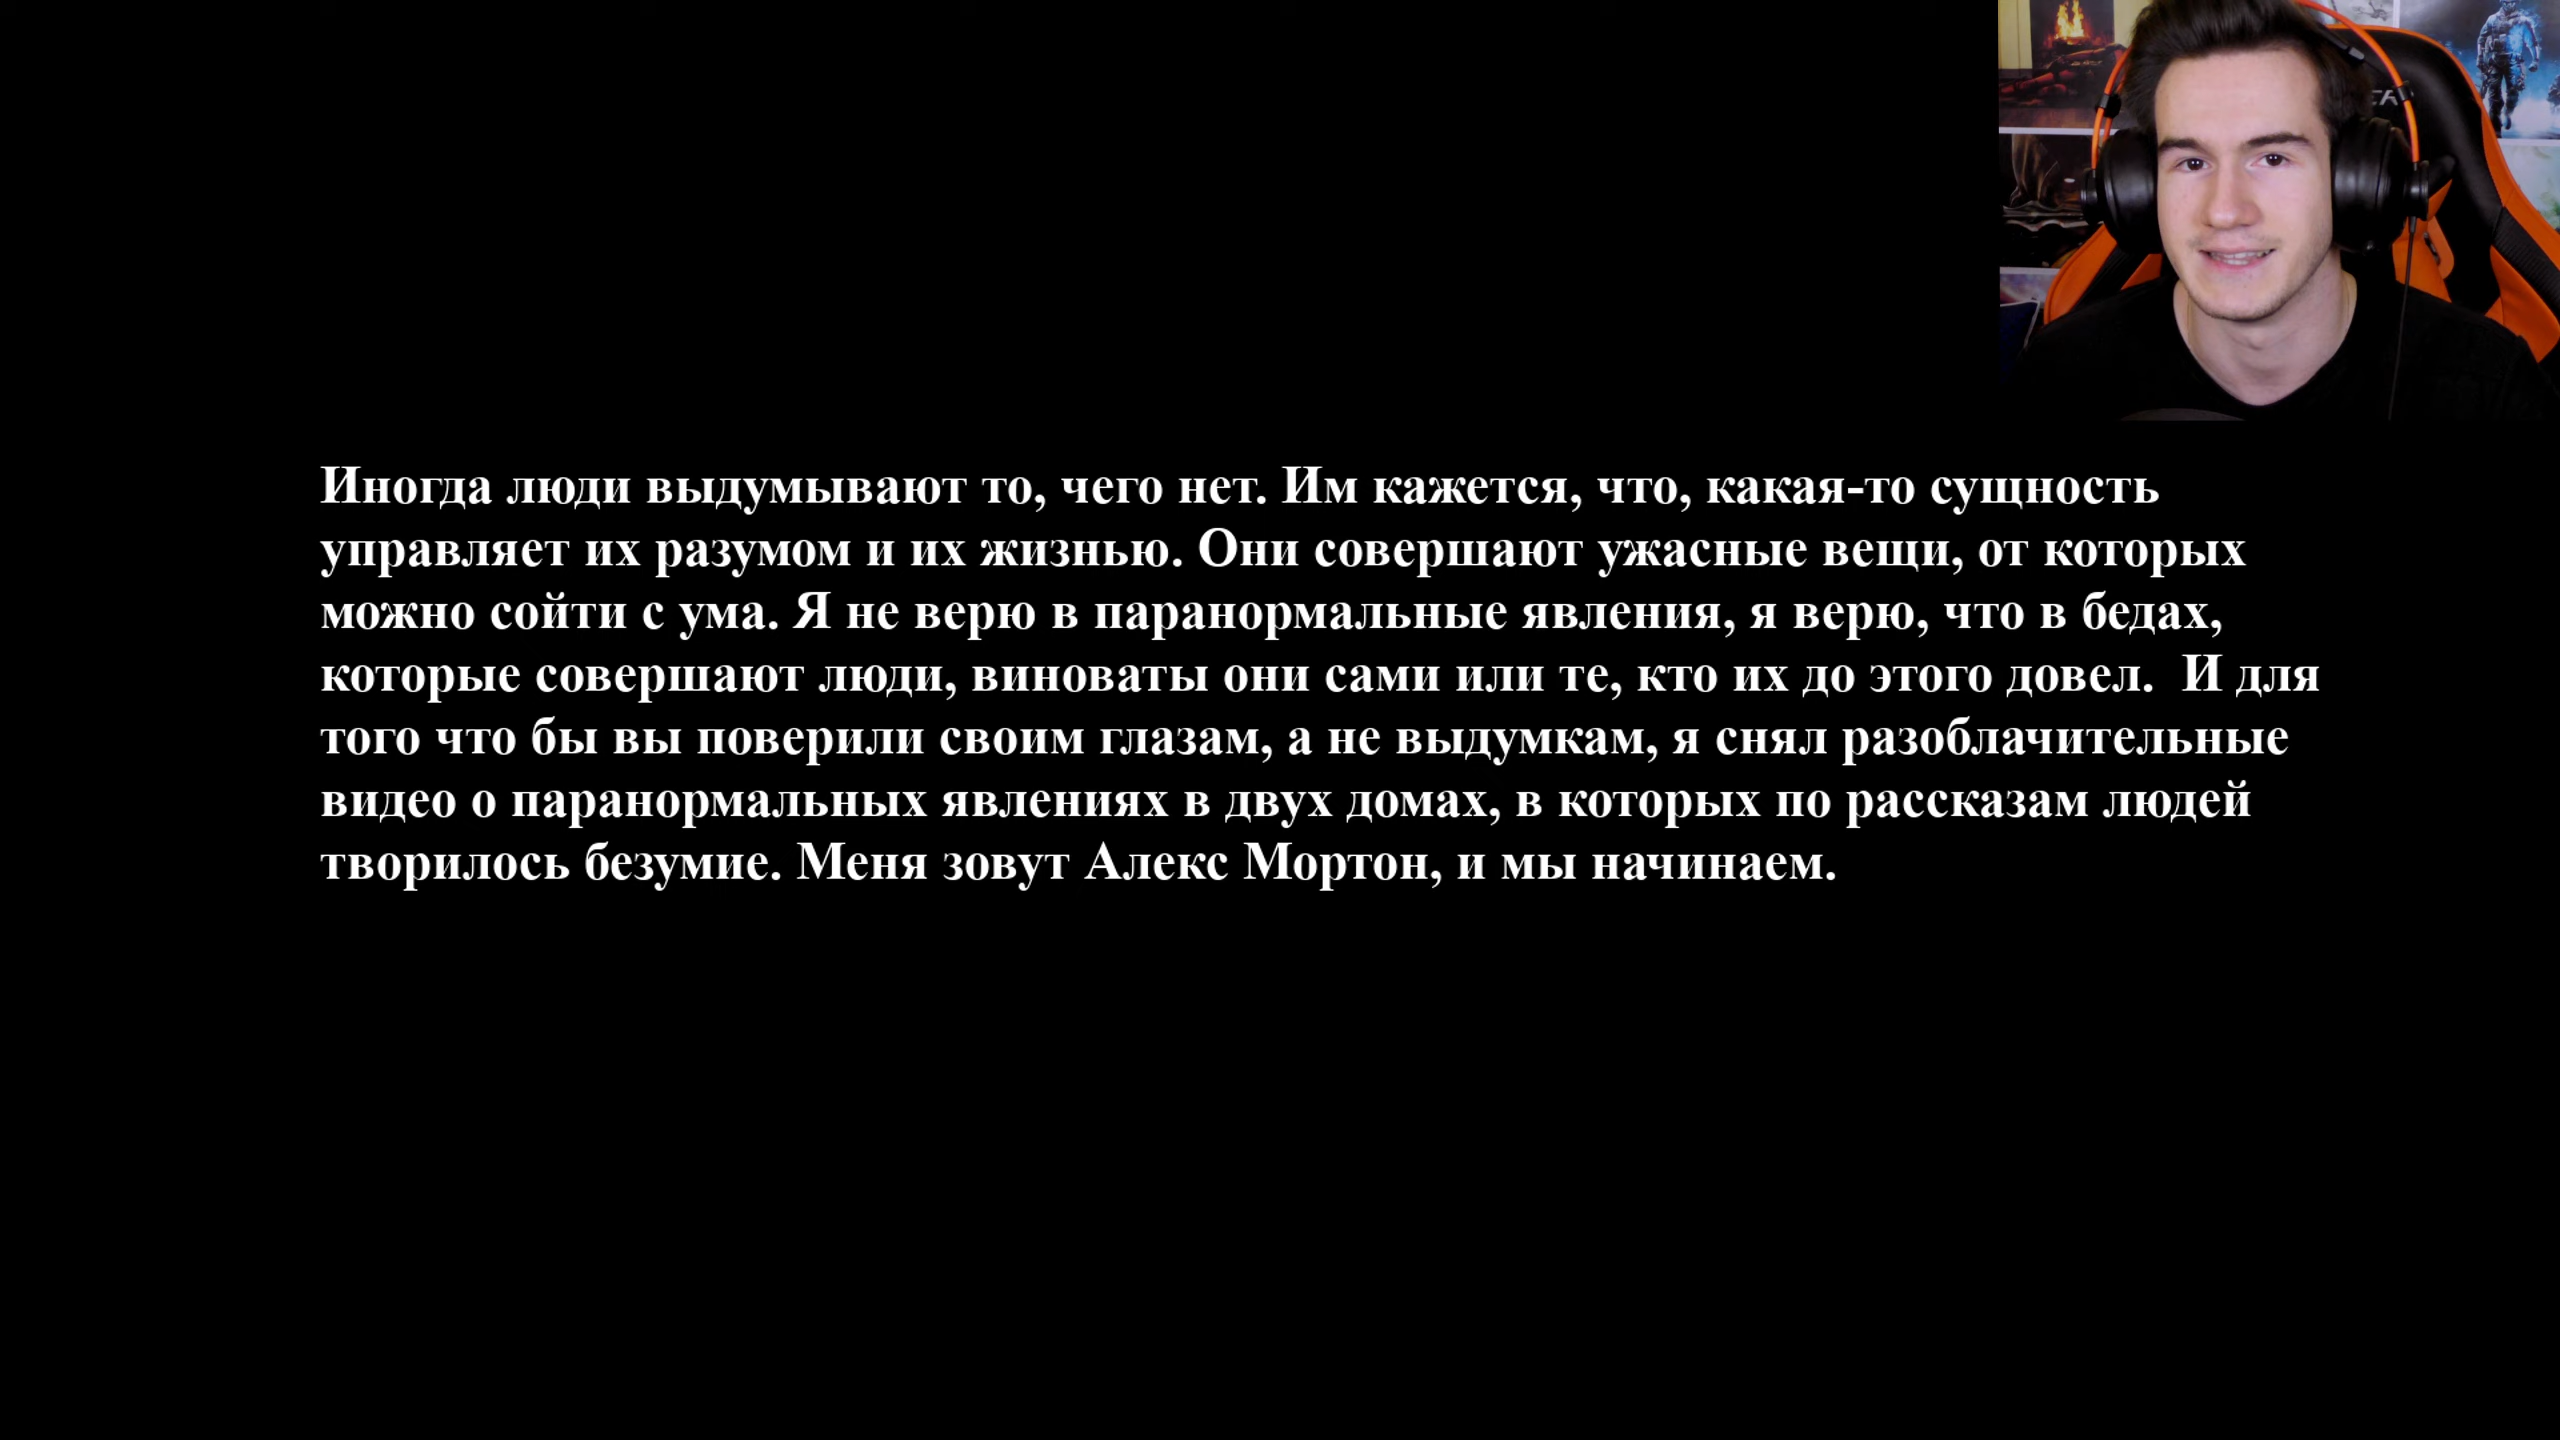 Иногда люди выдумывают то, чего нет. Им кажется, что, какая-то сущность
управляет их разумом и их жизнью. Они совершают ужасные вещи, от которых
можно сойти с ума. Я не верю в паранормальные явления, я верю, что в бедах,
которые совершают люди, виноваты они сами или те, кто их до этого довел.  И для
того что бы вы поверили своим глазам, а не выдумкам, я снял разоблачительные
видео о паранормальных явлениях в двух домах, в которых по рассказам людей
творилось безумие. Меня зовут Алекс Мортон, и мы начинаем.